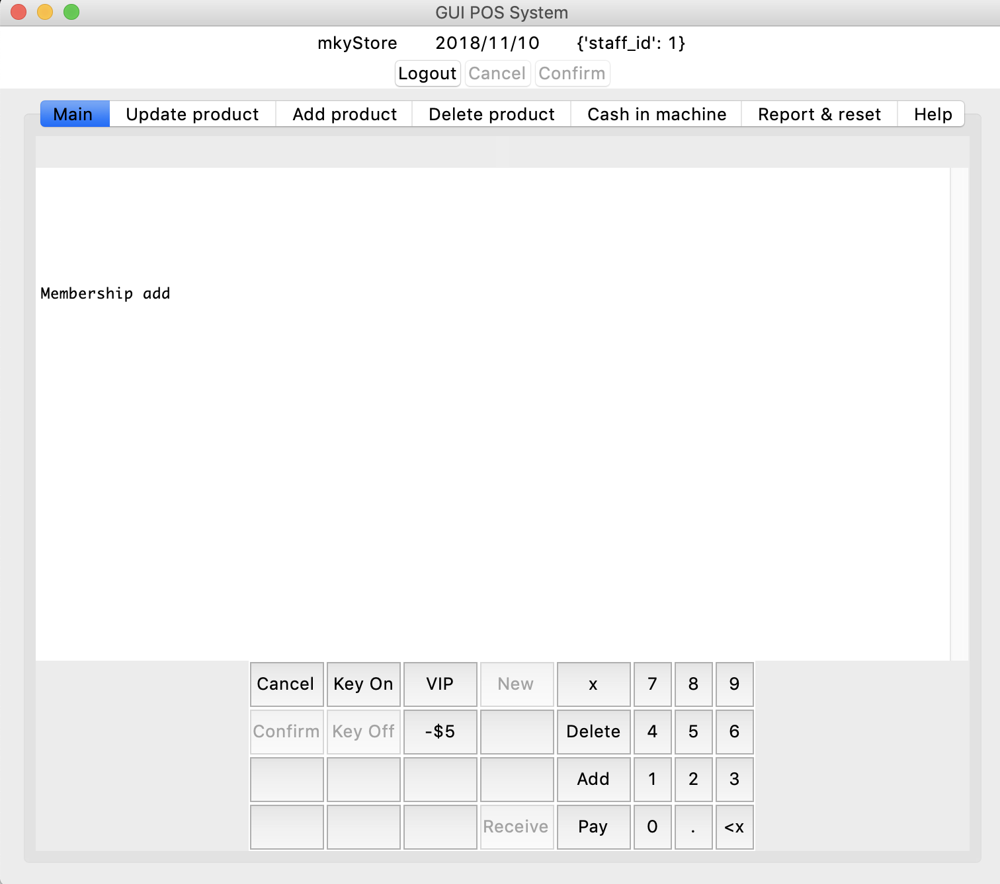 GUI POS System
mkyStore 2018/11/10 {'staff_id': 1}
Logout Cancel Confirm
Main Update product Add product Delete product Cash in machine Report & reset Help
Membership add
Cancel Key On VIP New x 7 8 9
Confirm Key Off -$5 Delete 4 5 6
Add 1 2 3
Receive Pay 0 . <x